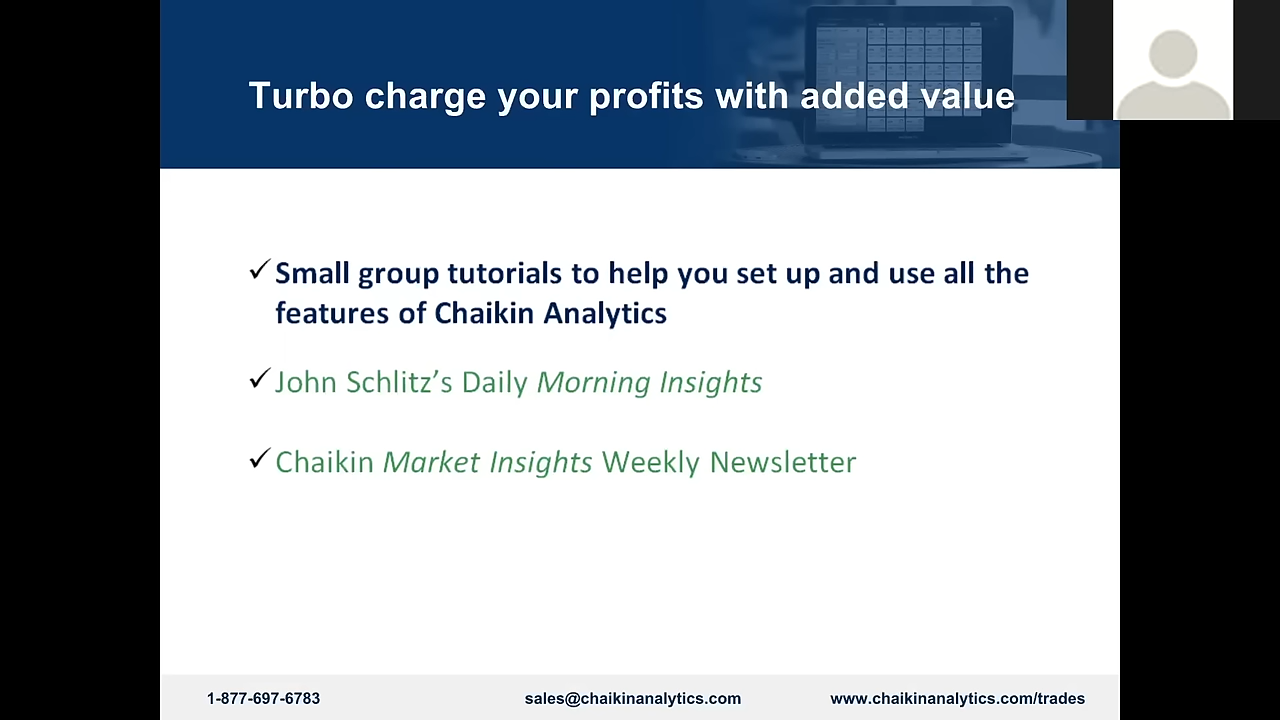 Turbo charge your profits with added value
✓ Small group tutorials to help you set up and use all the
features of Chaikin Analytics
✓ John Schlitz’s Daily Morning Insights
✓ Chaikin Market Insights Weekly Newsletter
1-877-697-6783 sales@chaikinanalytics.com www.chaikinanalytics.com/trades